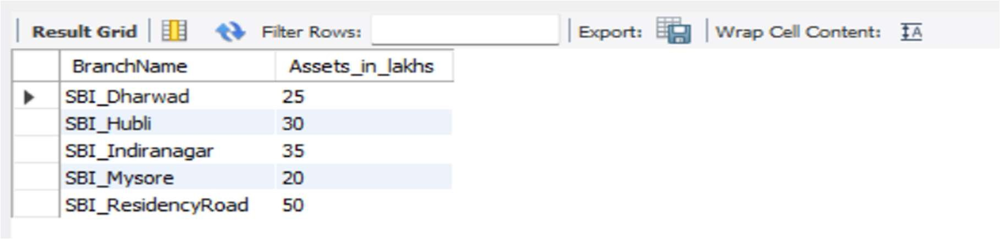 Result Grid Filter Rows: Export: Wrap Cell Content: A
BranchName Assets_in_lakhs
SBI_Dharwad 25
SBI_Hubli 30
SBI_Indiranagar 35
SBI_Mysore 20
SBI_ResidencyRoad 50